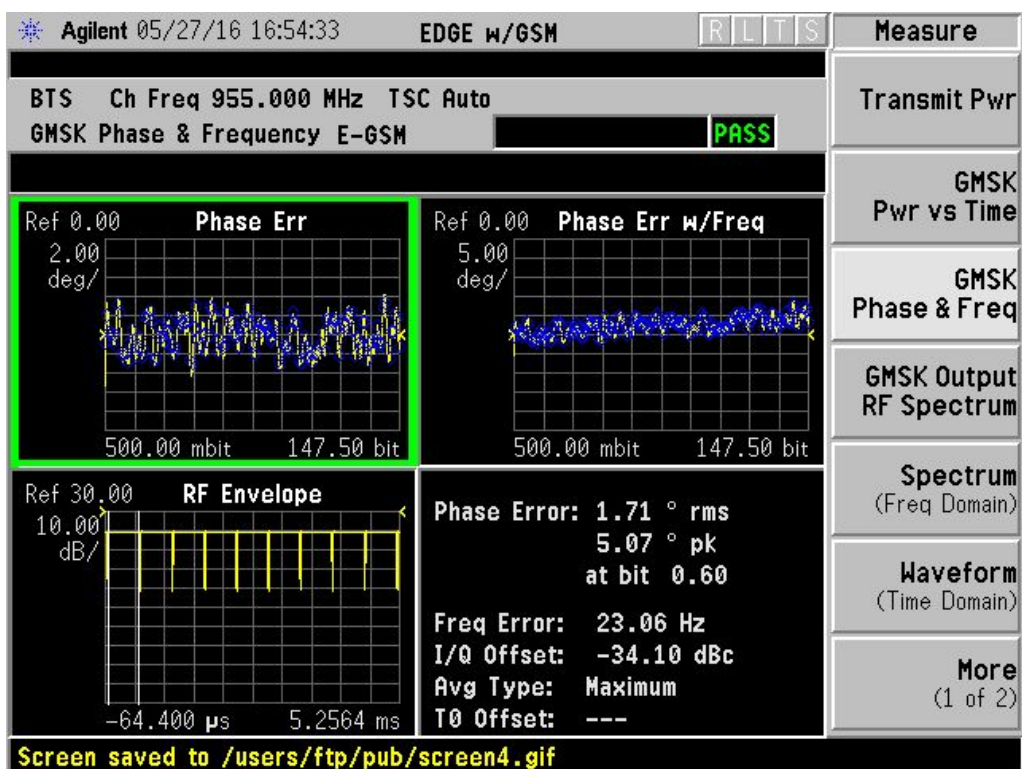 Agilent 05/27/16 16:54:33 EDGE w/GSM R L T S
BTS Ch Freq 955.000 MHz TSC Auto
GMSK Phase & Frequency E-GSM PASS
Ref 0.00 Phase Err
2.00
deg/
500.00 mbit 147.50 bit
Ref 0.00 Phase Err w/Freq
5.00
deg/
500.00 mbit 147.50 bit
Ref 30.00 RF Envelope
10.00
dB/
-64.400 µs 5.2564 ms
Phase Error: 1.71 ° rms
5.07 ° pk
at bit 0.60
Freq Error: 23.06 Hz
I/Q Offset: -34.10 dBc
Avg Type: Maximum
T0 Offset: ---
Measure
Transmit Pwr
GMSK
Pwr vs Time
GMSK
Phase & Freq
GMSK Output
RF Spectrum
Spectrum
(Freq Domain)
Waveform
(Time Domain)
More
(1 of 2)
Screen saved to /users/ftp/pub/screen4.gif